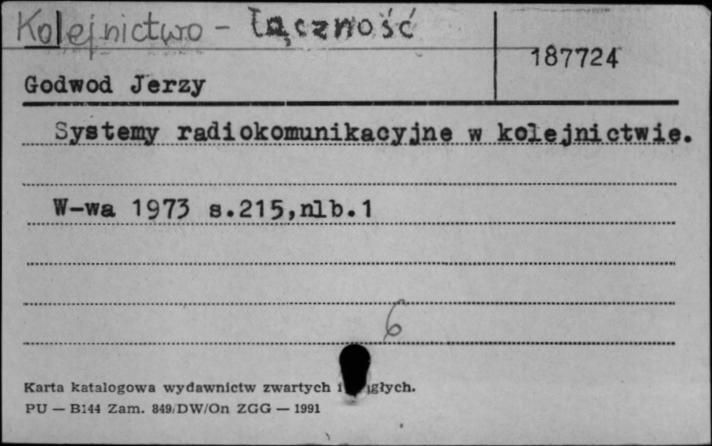 Kolejnictwo - łączność
187724
Godwod Jerzy
Systemy radiokomunikacyjne w kolejnictwie.
W-wa 1973 s.215,nlb.1
6
Karta katalogowa wydawnictw zwartych i
PU — B144 Zam. 849/DW/On ZGG — 1991